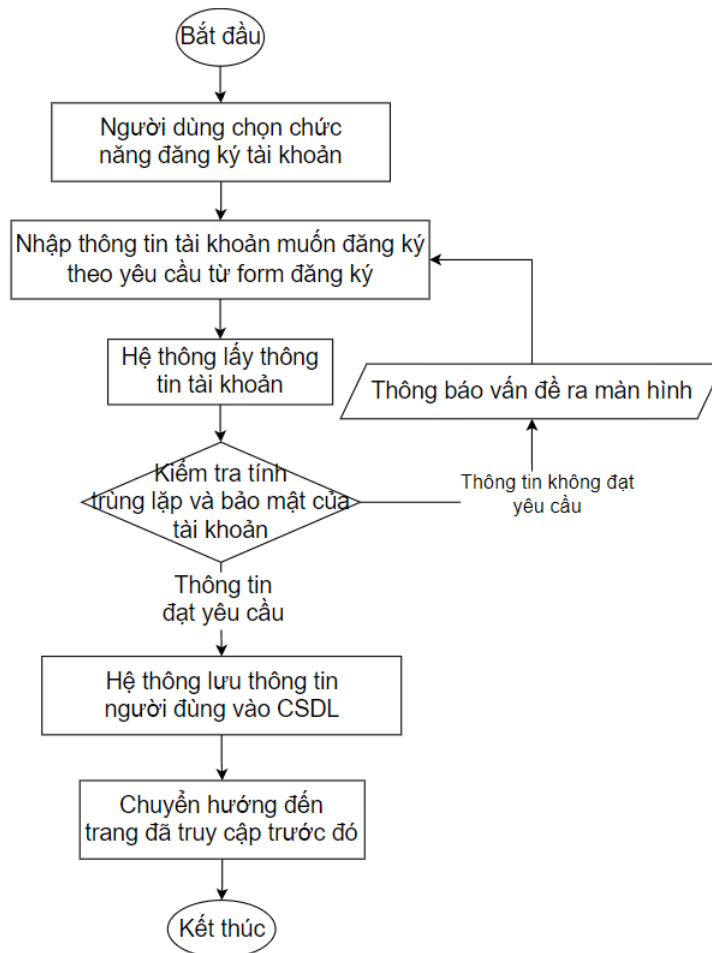 Bắt đầu
Người dùng chọn chức
năng đăng ký tài khoản
Nhập thông tin tài khoản muốn đăng ký
theo yêu cầu từ form đăng ký
Hệ thông lấy thông
tin tài khoản
Thông báo vấn đề ra màn hình
Kiểm tra tính
trùng lặp và bảo mật của
tài khoản
Thông tin không đạt
yêu cầu
Thông tin
đạt yêu cầu
Hệ thông lưu thông tin
người đùng vào CSDL
Chuyển hướng đến
trang đã truy cập trước đó
Kết thúc